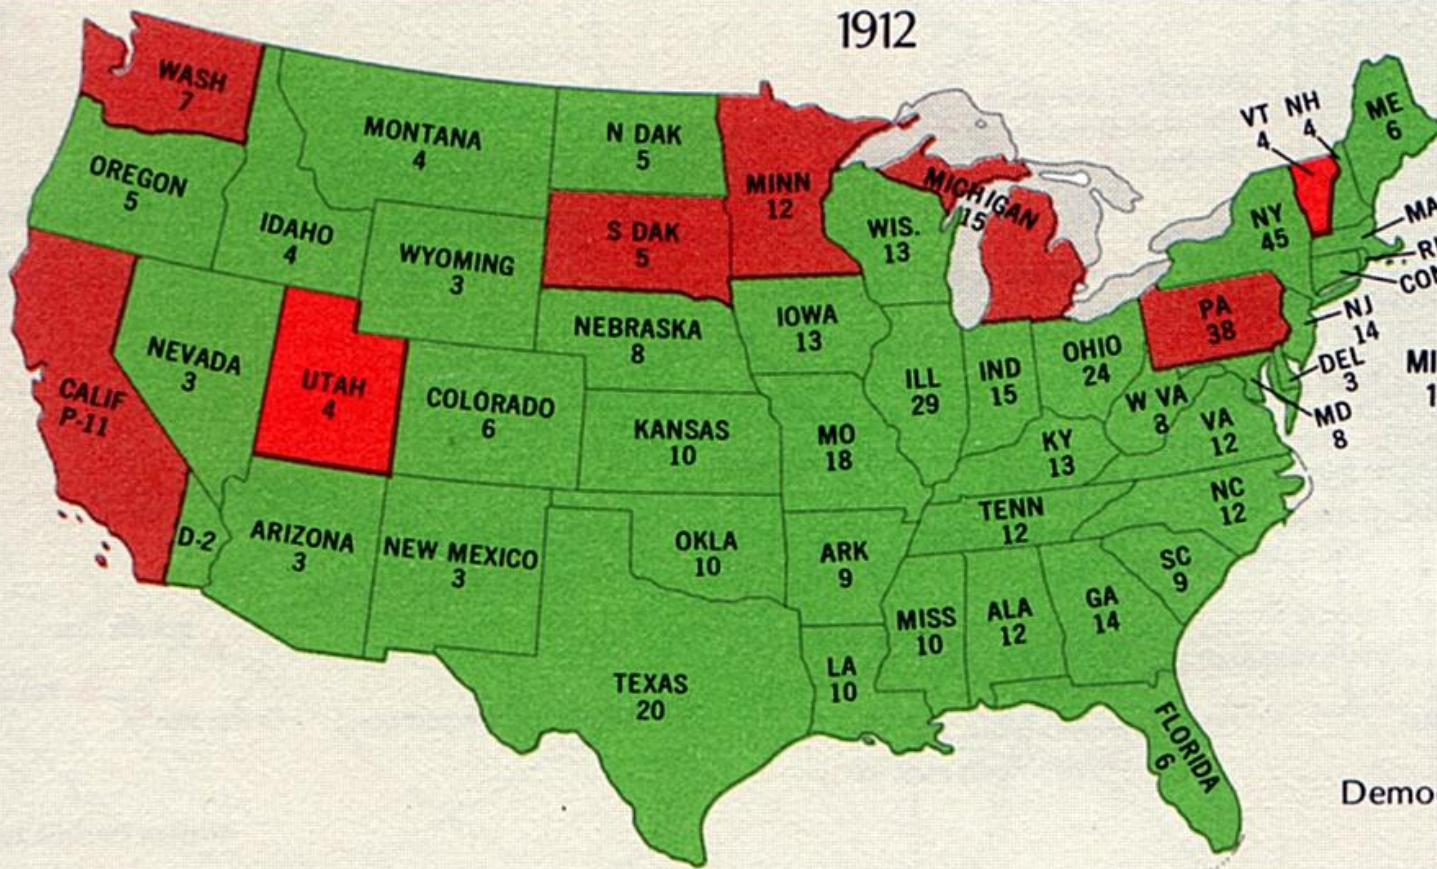 1912
WASH
7
MONTANA
4
N DAK
5
MINN
12
VT
4
NH
4
ME
6
OREGON
5
IDAHO
4
WYOMING
3
S DAK
5
WIS.
13
MICHIGAN
15
NY
45
CALIF
P-11
D-2
NEVADA
3
UTAH
4
COLORADO
6
NEBRASKA
8
IOWA
13
ILL
29
IND
15
OHIO
24
PA
38
NJ
14
DEL
3
MD
8
KANSAS
10
MO
18
KY
13
W VA
8
VA
12
ARIZONA
3
NEW MEXICO
3
OKLA
10
ARK
9
TENN
12
NC
12
SC
9
TEXAS
20
LA
10
MISS
10
ALA
12
GA
14
FLORIDA
6